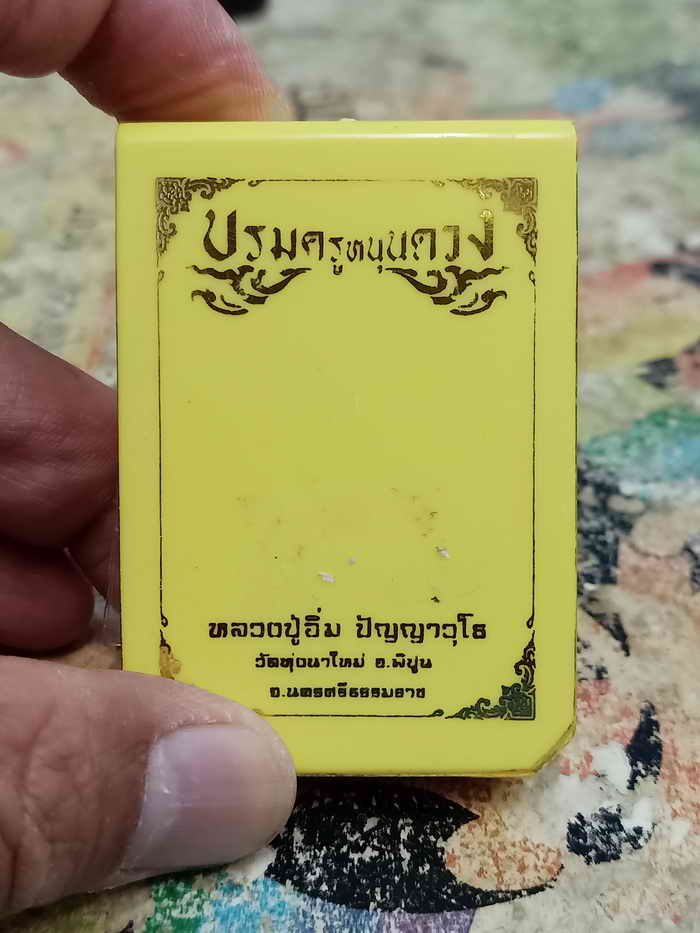 บรมครูหนุนดวง
หลวงปู่อิ่ม ปัญญาวุโธ
วัดทุ่งนาใหม่ อ.พิปูน
จ.นครศรีธรรมราช